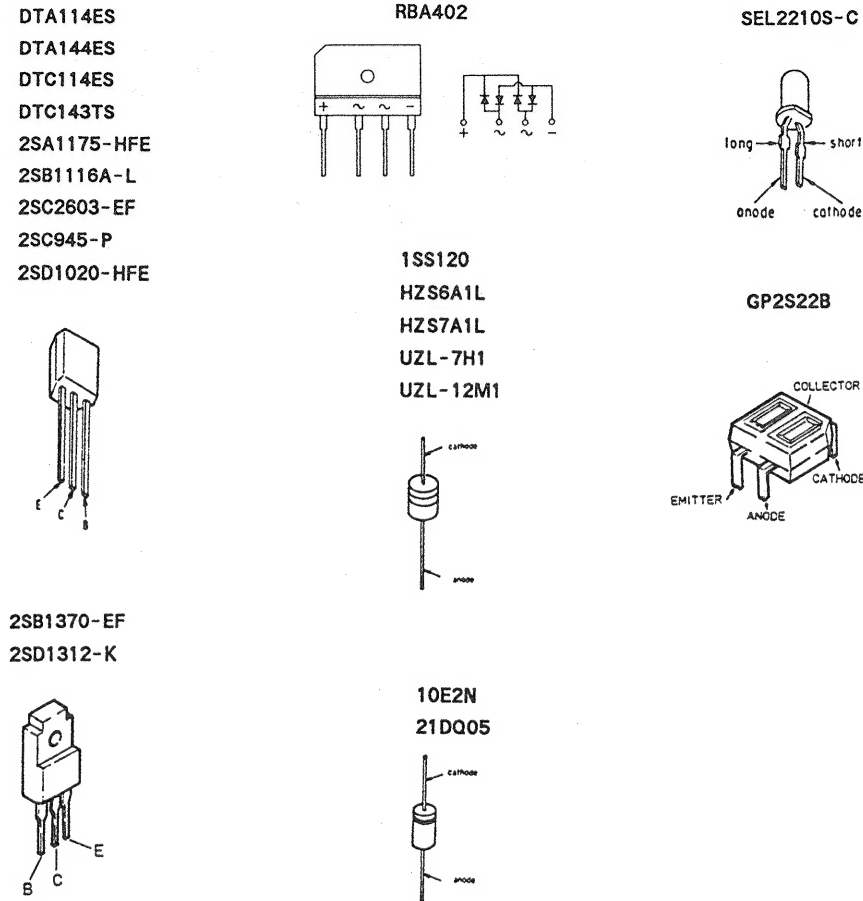 DTA114ES
DTA144ES
DTC114ES
DTC143TS
2SA1175-HFE
2SB1116A-L
2SC2603-EF
2SC945-P
2SD1020-HFE
E
C
B
2SB1370-EF
2SD1312-K
B
C
E
RBA402
+ ~ ~ -
+ ~ ~ -
1SS120
HZS6A1L
HZS7A1L
UZL-7H1
UZL-12M1
cathode
anode
10E2N
21DQ05
cathode
anode
SEL2210S-C
long
short
anode
cathode
GP2S22B
COLLECTOR
CATHODE
EMITTER
ANODE